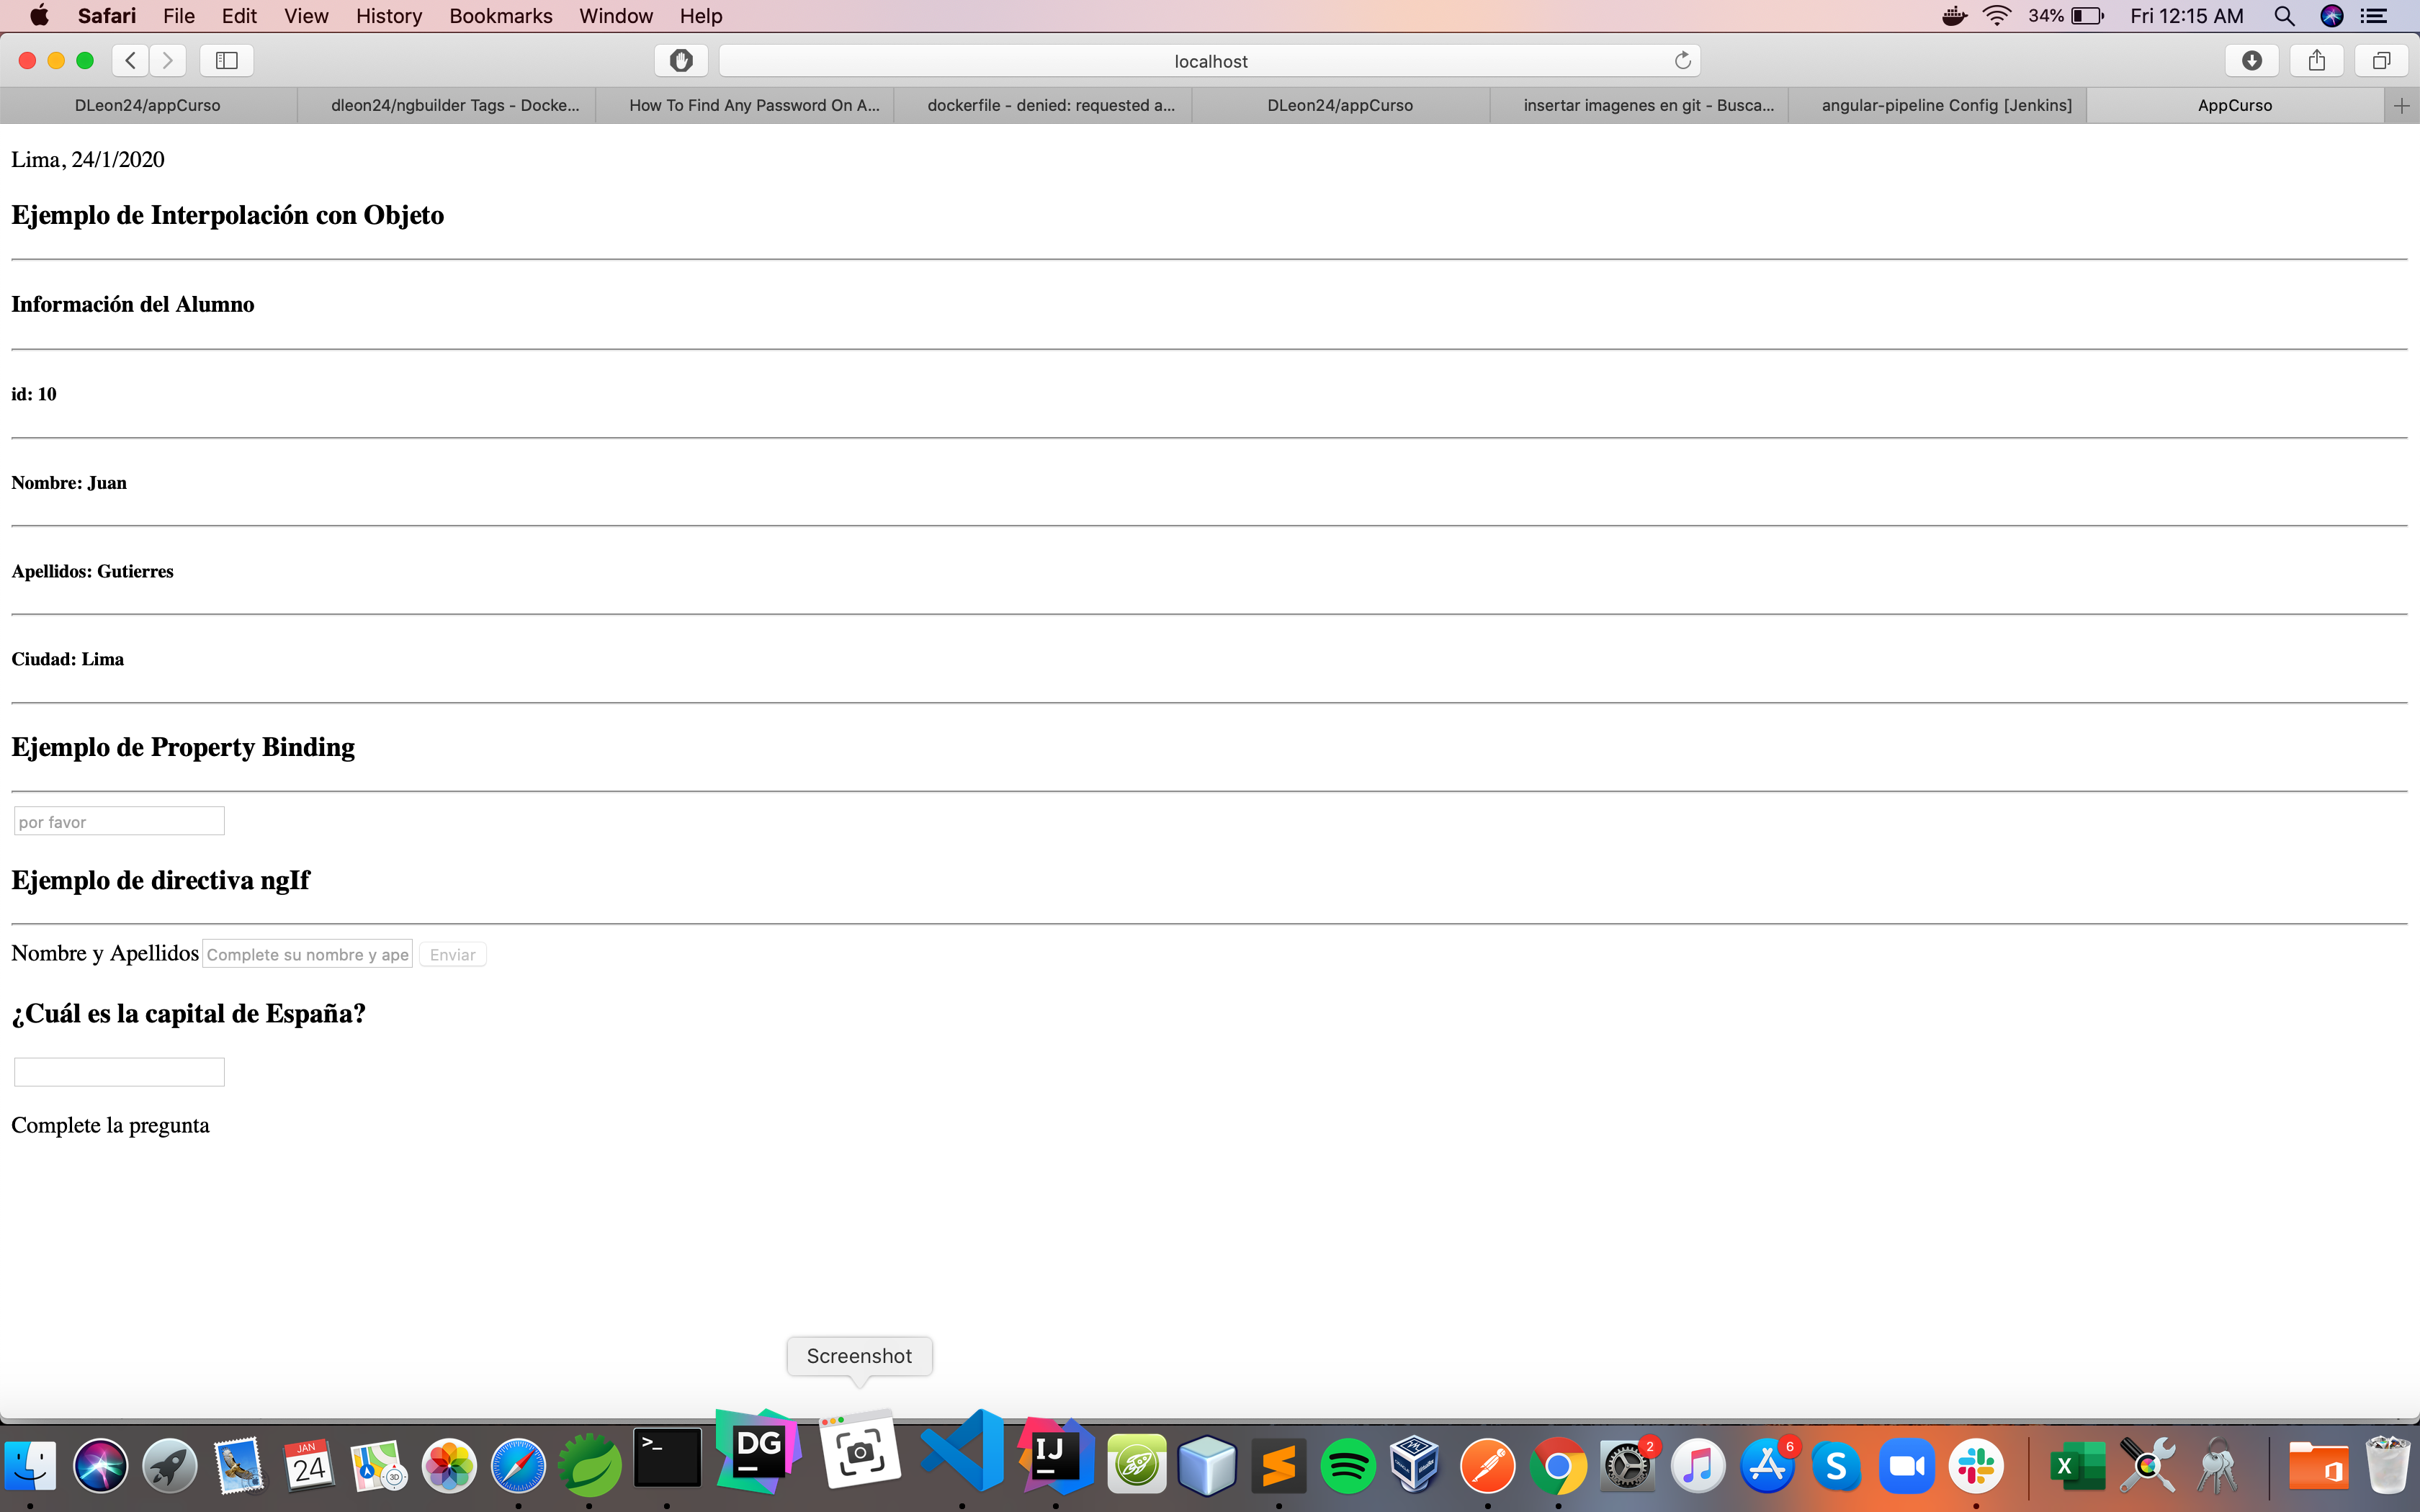 Safari File Edit View History Bookmarks Window Help 34% Fri 12:15 AM
localhost
DLeon24/appCurso dleon24/ngbuilder Tags - Docke... How To Find Any Password On A... dockerfile - denied: requested a... DLeon24/appCurso insertar imagenes en git - Busca... angular-pipeline Config [Jenkins] AppCurso
Lima, 24/1/2020
Ejemplo de Interpolación con Objeto
Información del Alumno
id: 10
Nombre: Juan
Apellidos: Gutierres
Ciudad: Lima
Ejemplo de Property Binding
por favor
Ejemplo de directiva ngIf
Nombre y Apellidos Complete su nombre y ape Enviar
¿Cuál es la capital de España?
Complete la pregunta
Screenshot
JAN
24
3D
>_
DG
IJ
2
6
S
X